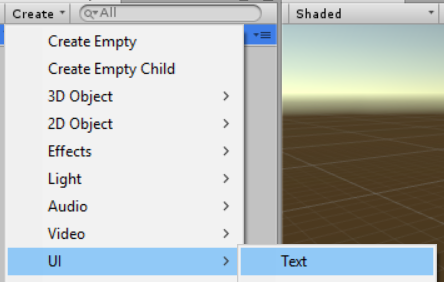 Create All Shaded
Create Empty
Create Empty Child
3D Object
2D Object
Effects
Light
Audio
Video
UI Text